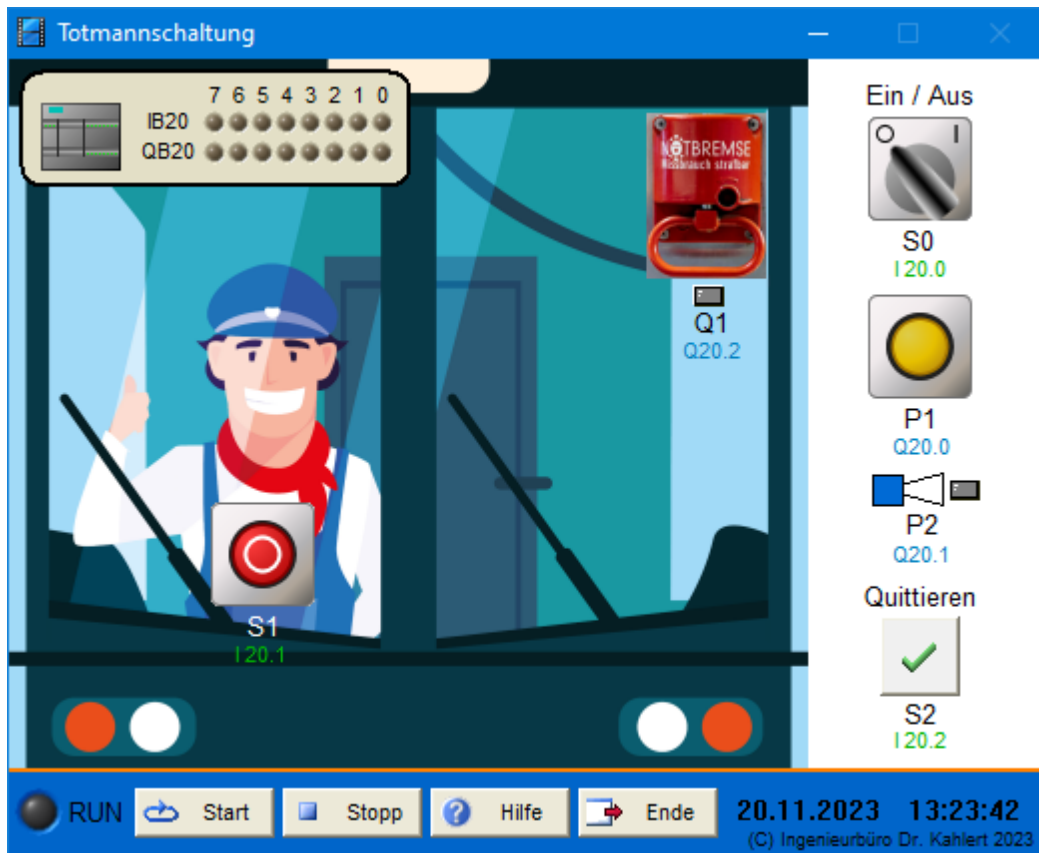 Totmannschaltung
7 6 5 4 3 2 1 0
IB20
QB20
NOTBREMSE
Missbrauch strafbar
Q1
Q20.2
Ein / Aus
O I
S0
I 20.0
P1
Q20.0
P2
Q20.1
Quittieren
S2
I 20.2
S1
I 20.1
RUN
Start
Stopp
Hilfe
Ende
20.11.2023 13:23:42
(C) Ingenieurbüro Dr. Kahlert 2023